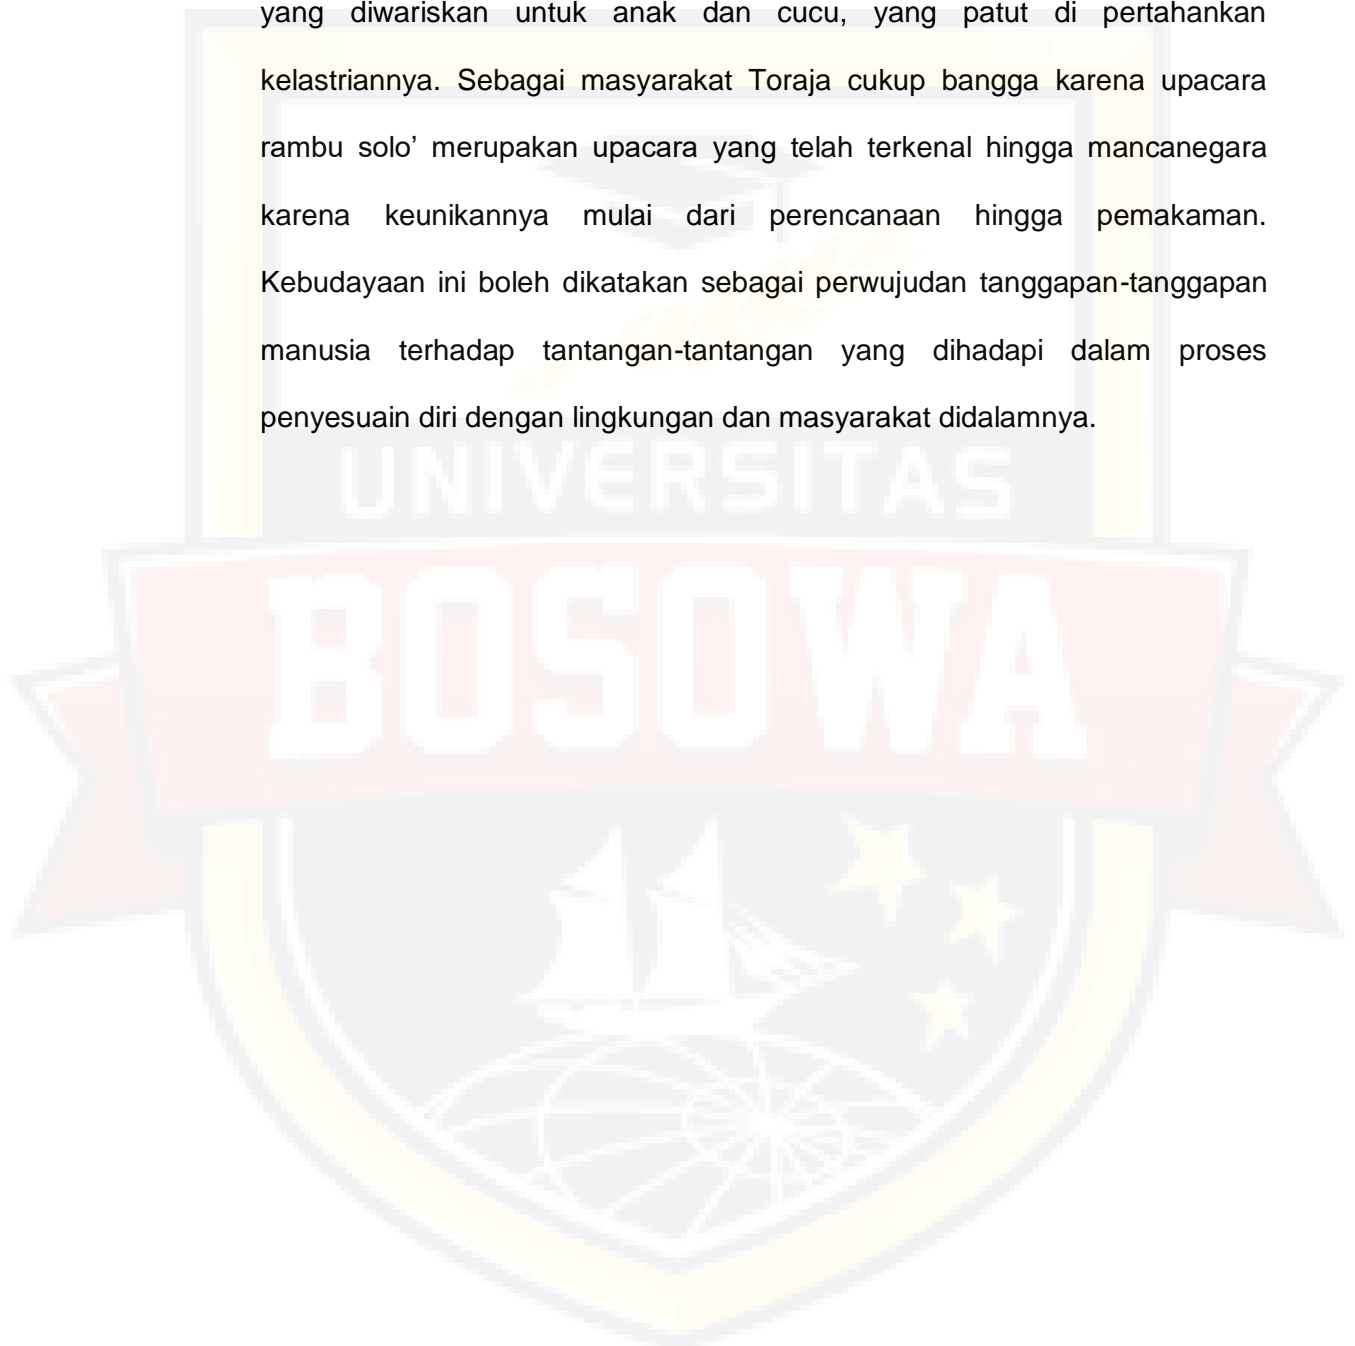 yang diwariskan untuk anak dan cucu, yang patut di pertahankan
kelastriannya. Sebagai masyarakat Toraja cukup bangga karena upacara
rambu solo’ merupakan upacara yang telah terkenal hingga mancanegara
karena keunikannya mulai dari perencanaan hingga pemakaman.
Kebudayaan ini boleh dikatakan sebagai perwujudan tanggapan-tanggapan
manusia terhadap tantangan-tantangan yang dihadapi dalam proses
penyesuain diri dengan lingkungan dan masyarakat didalamnya.
UNIVERSITAS
BOSOWA